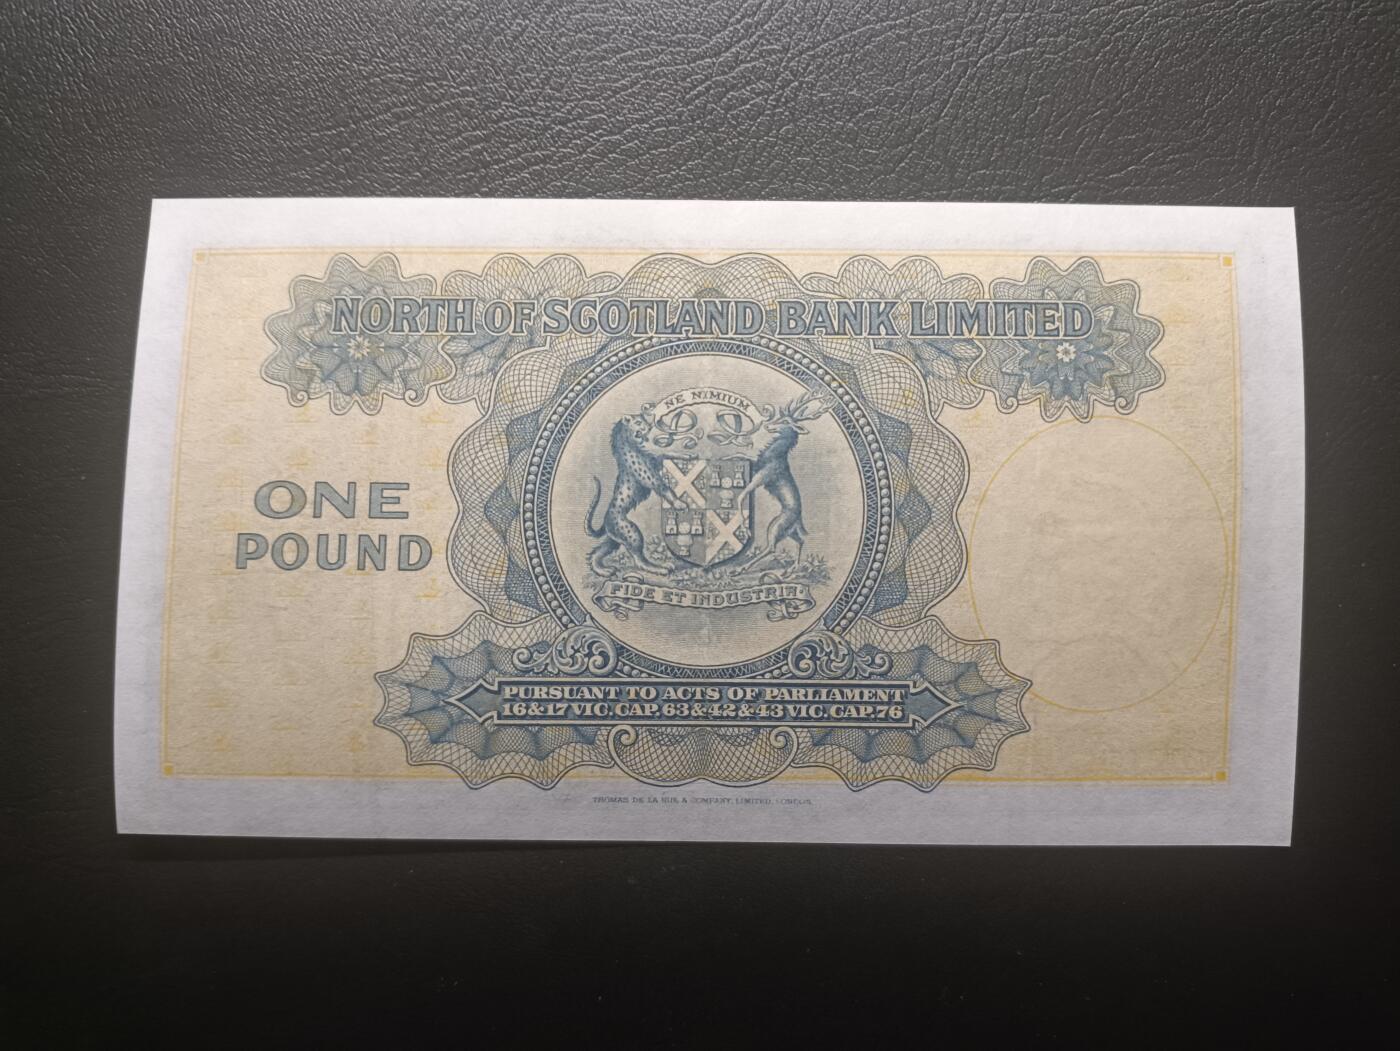 NORTH OF SCOTLAND BANK LIMITED
NE NIMIUM
ONE
POUND
FIDE ET INDUSTRIA
PURSUANT TO ACTS OF PARLIAMENT
16&17 VIC. CAP. 63 & 42 & 43 VIC. CAP. 76
THOMAS DE LA RUE & COMPANY, LIMITED, LONDON.